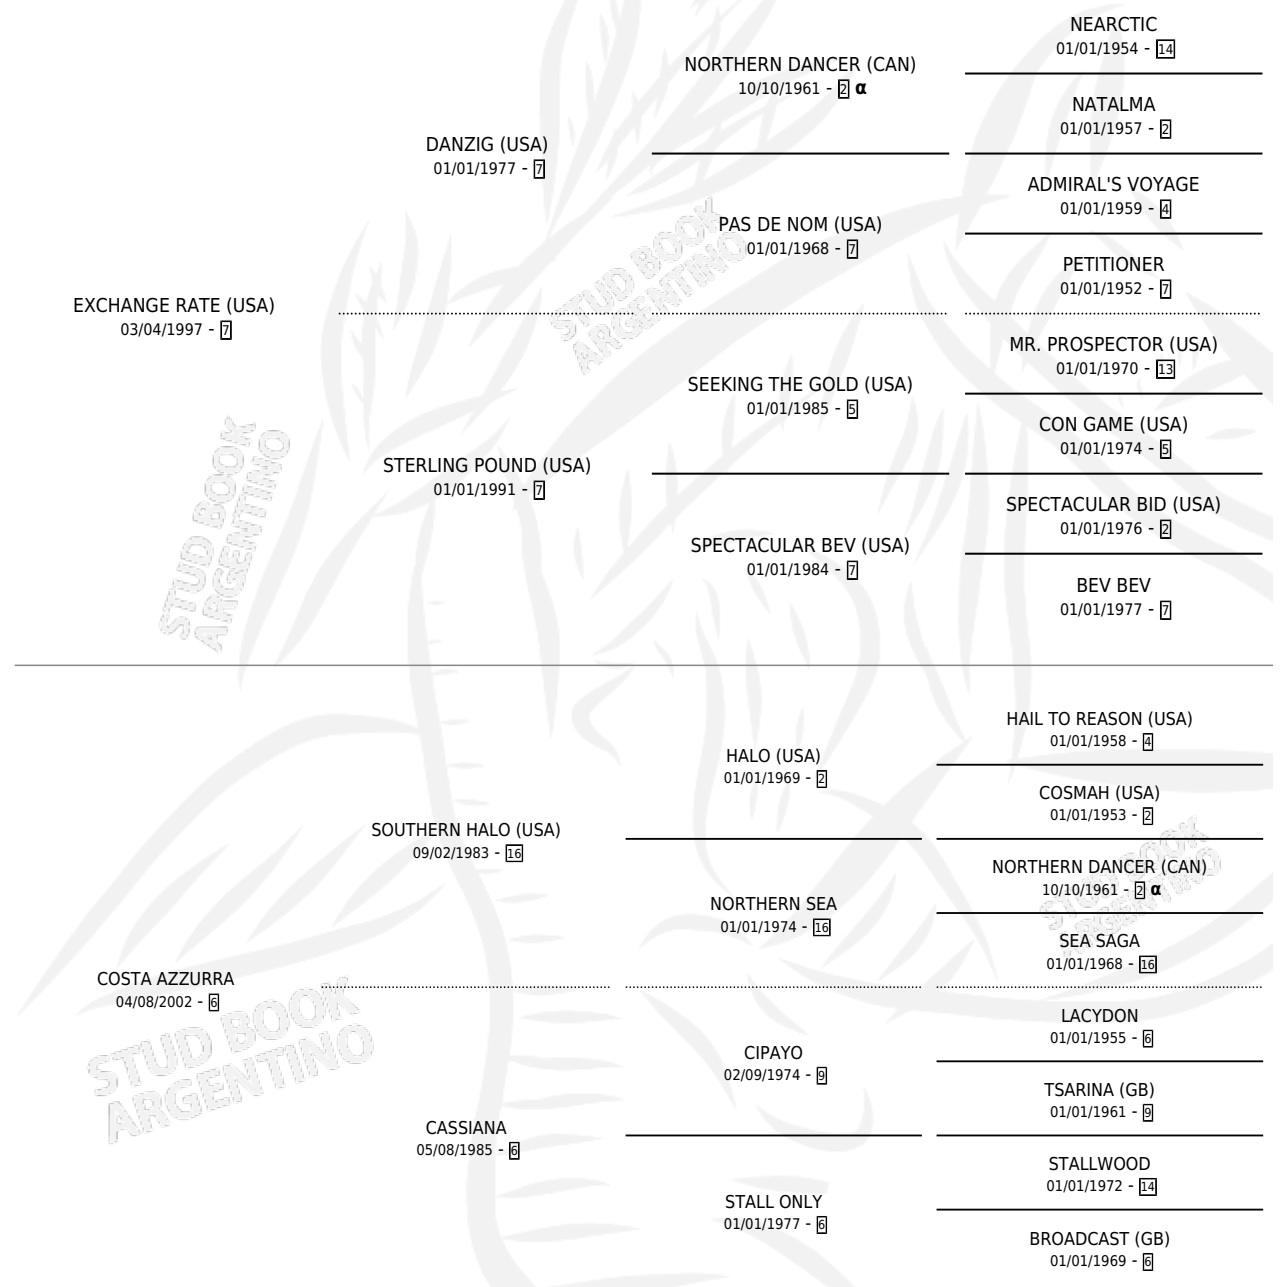 NEARCTIC
01/01/1954 - 14
NORTHERN DANCER (CAN)
10/10/1961 - 2 α
NATALMA
01/01/1957 - 2
DANZIG (USA)
01/01/1977 - 7
ADMIRAL'S VOYAGE
01/01/1959 - 4
PAS DE NOM (USA)
01/01/1968 - 7
PETITIONER
01/01/1952 - 7
EXCHANGE RATE (USA)
03/04/1997 - 7
MR. PROSPECTOR (USA)
01/01/1970 - 13
SEEKING THE GOLD (USA)
01/01/1985 - 5
CON GAME (USA)
01/01/1974 - 5
STERLING POUND (USA)
01/01/1991 - 7
SPECTACULAR BID (USA)
01/01/1976 - 2
SPECTACULAR BEV (USA)
01/01/1984 - 7
BEV BEV
01/01/1977 - 7
HAIL TO REASON (USA)
01/01/1958 - 4
HALO (USA)
01/01/1969 - 2
COSMAH (USA)
01/01/1953 - 2
SOUTHERN HALO (USA)
09/02/1983 - 16
NORTHERN DANCER (CAN)
10/10/1961 - 2 α
NORTHERN SEA
01/01/1974 - 16
SEA SAGA
01/01/1968 - 16
COSTA AZZURRA
04/08/2002 - 6
LACYDON
01/01/1955 - 6
CIPAYO
02/09/1974 - 9
TSARINA (GB)
01/01/1961 - 9
CASSIANA
05/08/1985 - 6
STALLWOOD
01/01/1972 - 14
STALL ONLY
01/01/1977 - 6
BROADCAST (GB)
01/01/1969 - 6
STUD BOOK
ARGENTINO
STUD BOOK
ARGENTINO
STUD BOOK
ARGENTINO
STUD BOOK
ARGENTINO